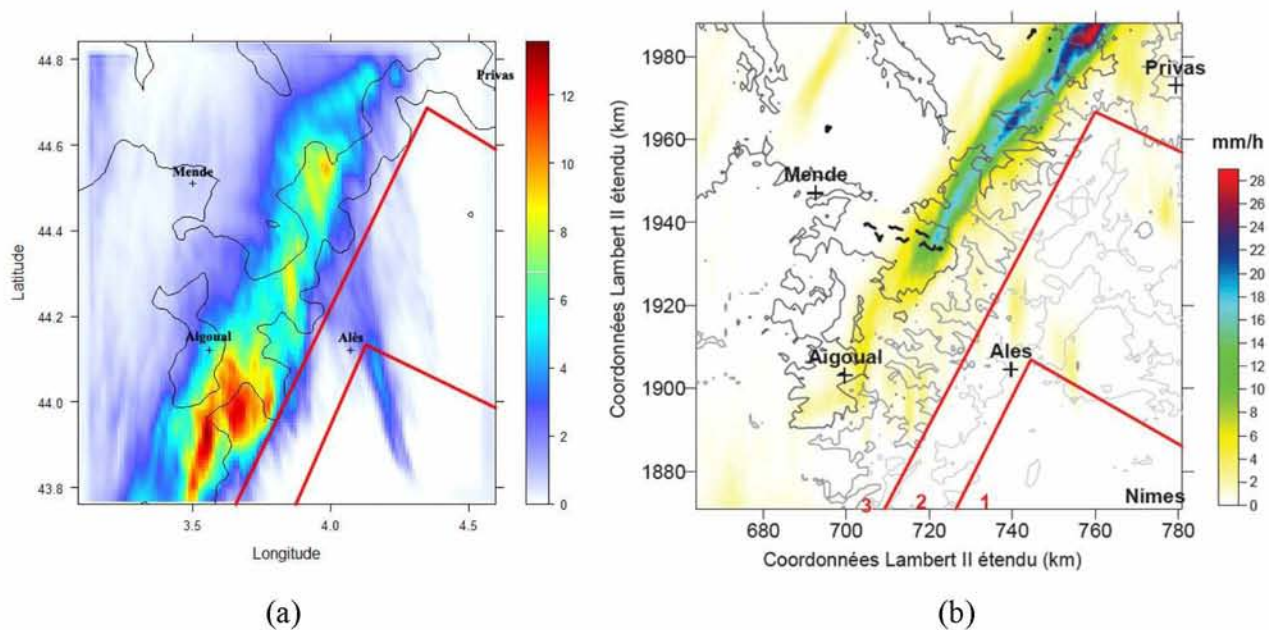 44.8
44.6
44.4
44.2
44.0
43.8
Latitude
3.5
4.0
4.5
Longitude
Privas
Mende
Aigoual
Alès
12
10
8
6
4
2
0
(a)
1980
1960
1940
1920
1900
1880
Coordonnées Lambert II étendu (km)
680
700
720
740
760
780
Coordonnées Lambert II étendu (km)
Privas
Mende
Aigoual
Ales
Nimes
3
2
1
mm/h
28
26
24
22
20
18
16
14
12
10
8
6
4
2
0
(b)